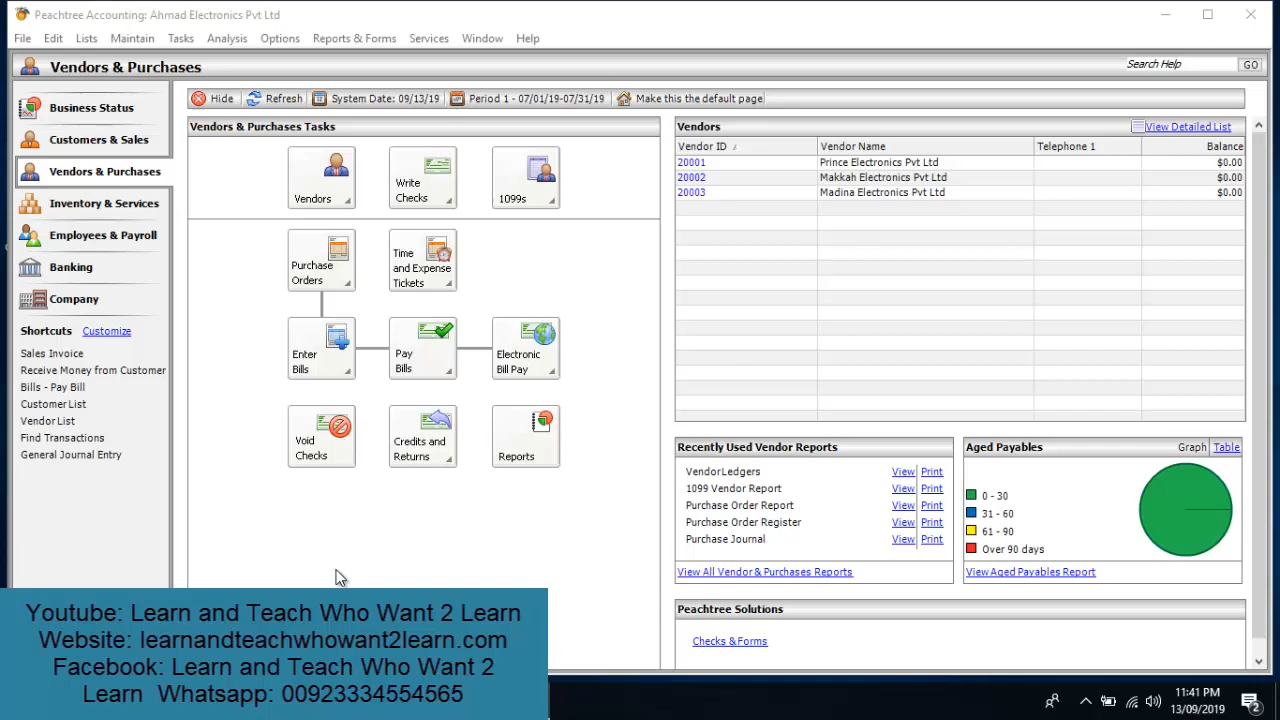 Peachtree Accounting: Ahmad Electronics Pvt Ltd
File Edit Lists Maintain Tasks Analysis Options Reports & Forms Services Window Help
Vendors & Purchases
Search Help GO
Business Status
Customers & Sales
Vendors & Purchases
Inventory & Services
Employees & Payroll
Banking
Company
Shortcuts Customize
Sales Invoice
Receive Money from Customer
Bills - Pay Bill
Customer List
Vendor List
Find Transactions
General Journal Entry
Hide Refresh System Date: 09/13/19 Period 1 - 07/01/19-07/31/19 Make this the default page
Vendors & Purchases Tasks
Vendors
Write
Checks
1099s
Purchase
Orders
Time
and Expense
Tickets
Enter
Bills
Pay
Bills
Electronic
Bill Pay
Void
Checks
Credits and
Returns
Reports
Vendors View Detailed List
Vendor ID Vendor Name Telephone 1 Balance
20001 Prince Electronics Pvt Ltd $0.00
20002 Makkah Electronics Pvt Ltd $0.00
20003 Madina Electronics Pvt Ltd $0.00
Recently Used Vendor Reports
Vendor Ledgers View Print
1099 Vendor Report View Print
Purchase Order Report View Print
Purchase Order Register View Print
Purchase Journal View Print
View All Vendor & Purchases Reports
Aged Payables Graph Table
0 - 30
31 - 60
61 - 90
Over 90 days
View Aged Payables Report
Peachtree Solutions
Checks & Forms
Youtube: Learn and Teach Who Want 2 Learn
Website: learnandteachwhowant2learn.com
Facebook: Learn and Teach Who Want 2
Learn Whatsapp: 00923334554565
11:41 PM
13/09/2019
2